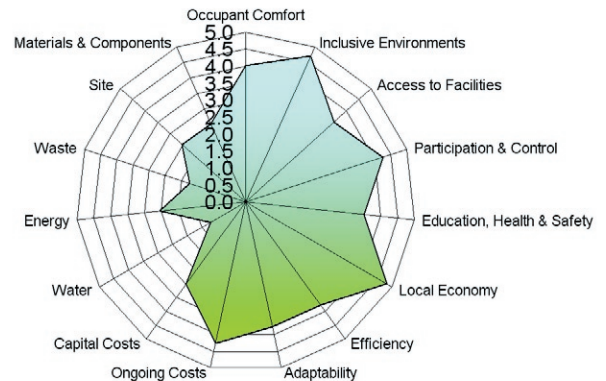 Occupant Comfort
Materials & Components
Inclusive Environments
Site
Access to Facilities
Waste
Participation & Control
Energy
Education, Health & Safety
Water
Local Economy
Capital Costs
Efficiency
Ongoing Costs
Adaptability
5.0
4.5
4.0
3.5
3.0
2.5
2.0
1.5
1.0
0.5
0.0